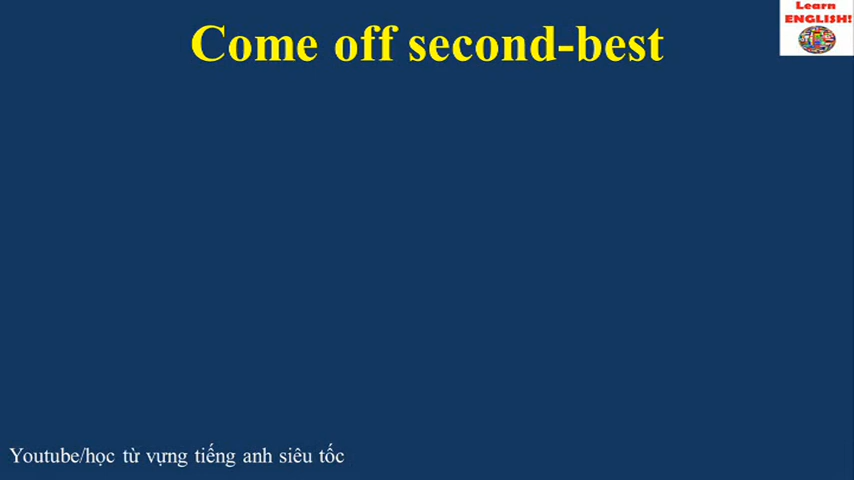 Come off second-best
Learn
ENGLISH!
Youtube/học từ vựng tiếng anh siêu tốc